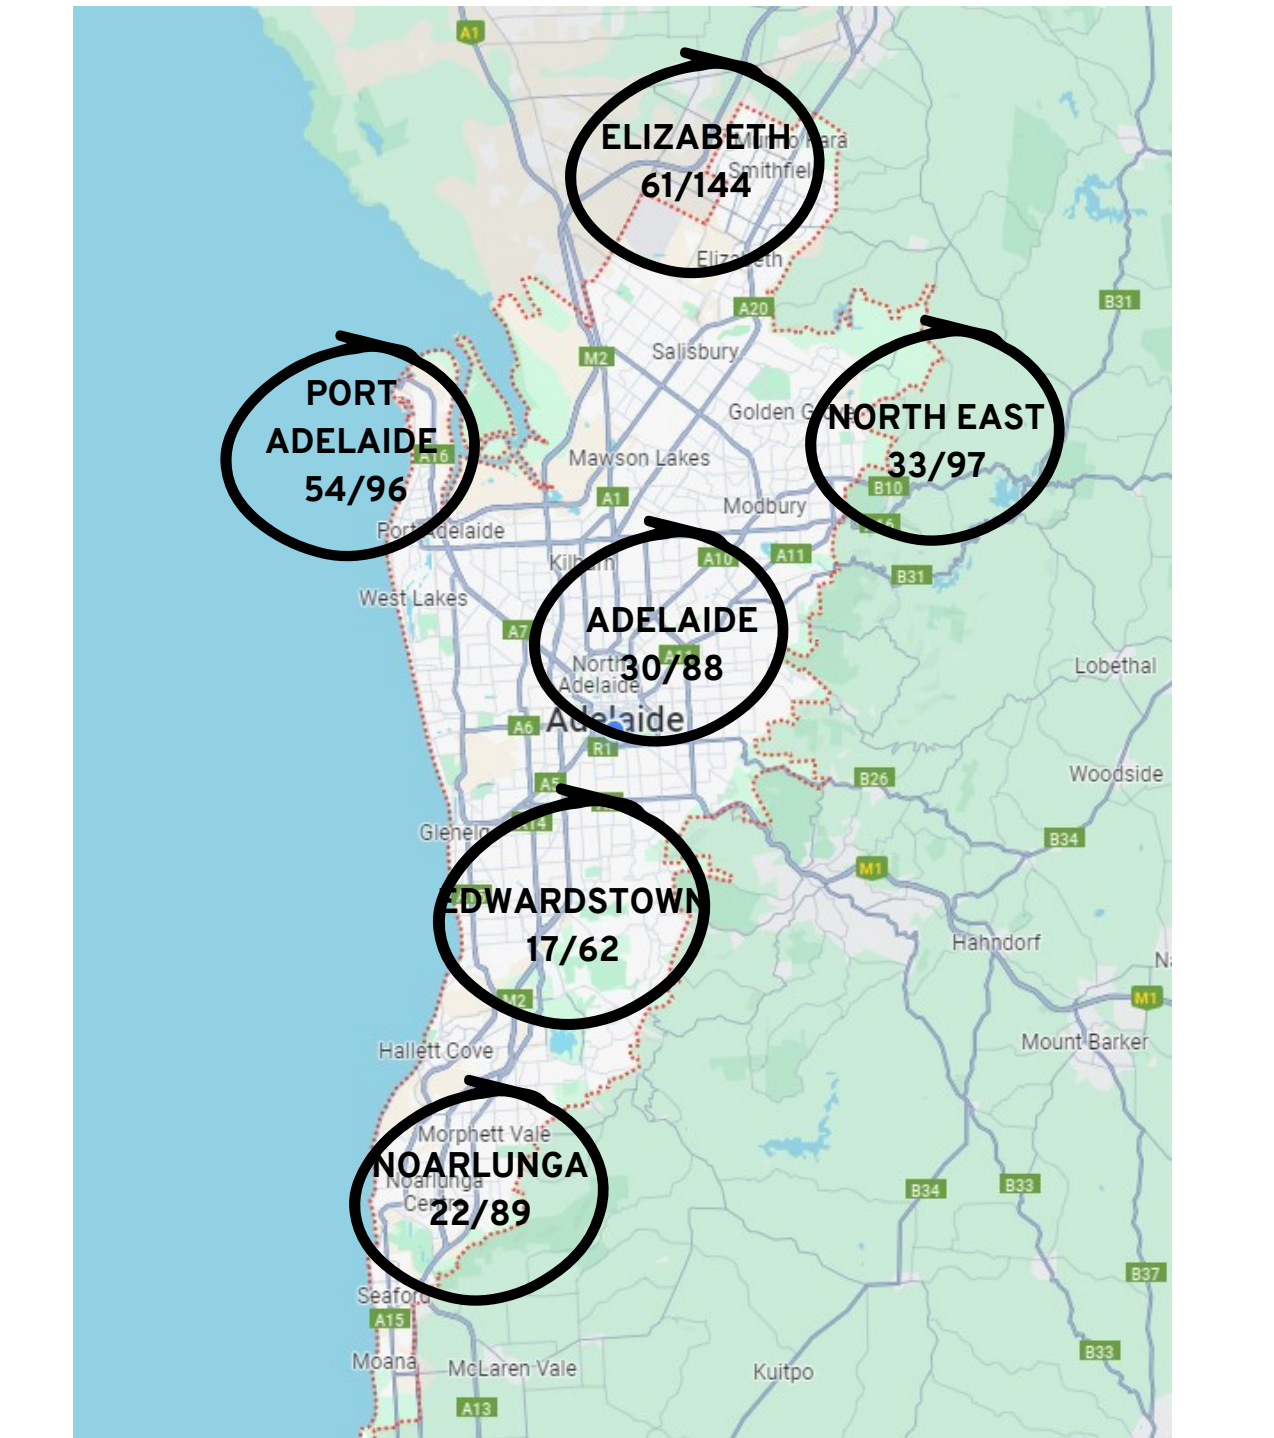 A1
ELIZABETH
Munno Para
61/144
Smithfield
Elizabeth
B31
A20
M2
Salisbury
PORT
ADELAIDE
54/96
A16
Golden Grove
NORTH EAST
33/97
Mawson Lakes
B10
A1
Modbury
Port Adelaide
A10
A11
Kilburn
B31
West Lakes
ADELAIDE
30/88
A7
North
Adelaide
Lobethal
Adelaide
A6
R1
Woodside
A5
B26
A14
Glenelg
B34
M1
EDWARDSTOWN
17/62
Hahndorf
M2
M1
Hallett Cove
Mount Barker
Morphett Vale
NOARLUNGA
22/89
Noarlunga
Centre
B34
B33
B37
Seaford
A15
B33
Moana
McLaren Vale
Kuitpo
A13